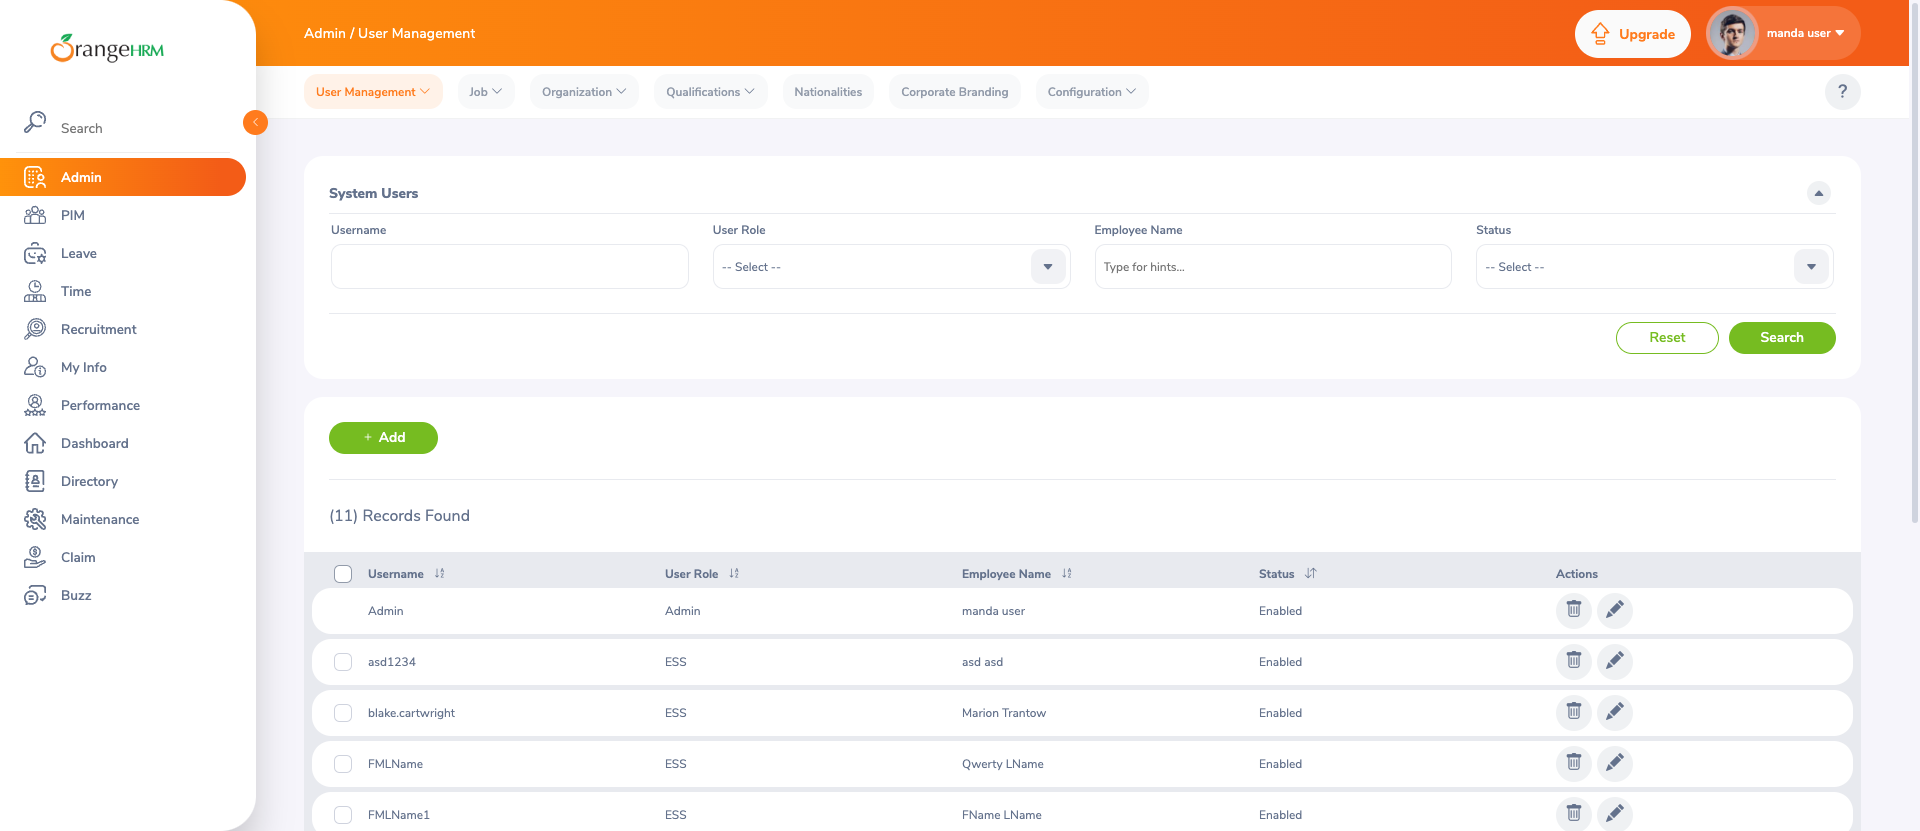 Admin / User Management
Upgrade
manda user
OrangeHRM
User Management
Job
Organization
Qualifications
Nationalities
Corporate Branding
Configuration
?
Search
Admin
PIM
Leave
Time
Recruitment
My Info
Performance
Dashboard
Directory
Maintenance
Claim
Buzz
System Users
Username User Role Employee Name Status
-- Select -- Type for hints... -- Select --
Reset Search
+ Add
(11) Records Found
Username User Role Employee Name Status Actions
Admin Admin manda user Enabled
asd1234 ESS asd asd Enabled
blake.cartwright ESS Marion Trantow Enabled
FMLName ESS Qwerty LName Enabled
FMLName1 ESS FName LName Enabled